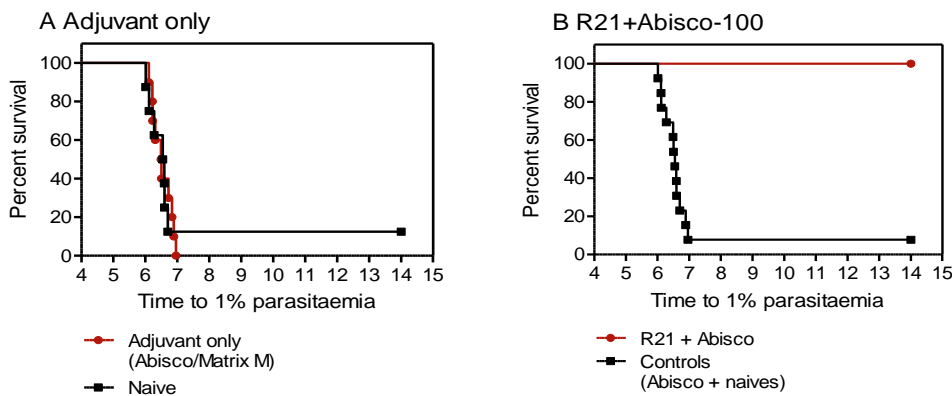 A Adjuvant only
Percent survival
100
80
60
40
20
0
4 5 6 7 8 9 10 11 12 13 14 15
Time to 1% parasitaemia
Adjuvant only
(Abisco/Matrix M)
Naive
B R21+Abisco-100
Percent survival
100
80
60
40
20
0
4 5 6 7 8 9 10 11 12 13 14 15
Time to 1% parasitaemia
R21 + Abisco
Controls
(Abisco + naives)